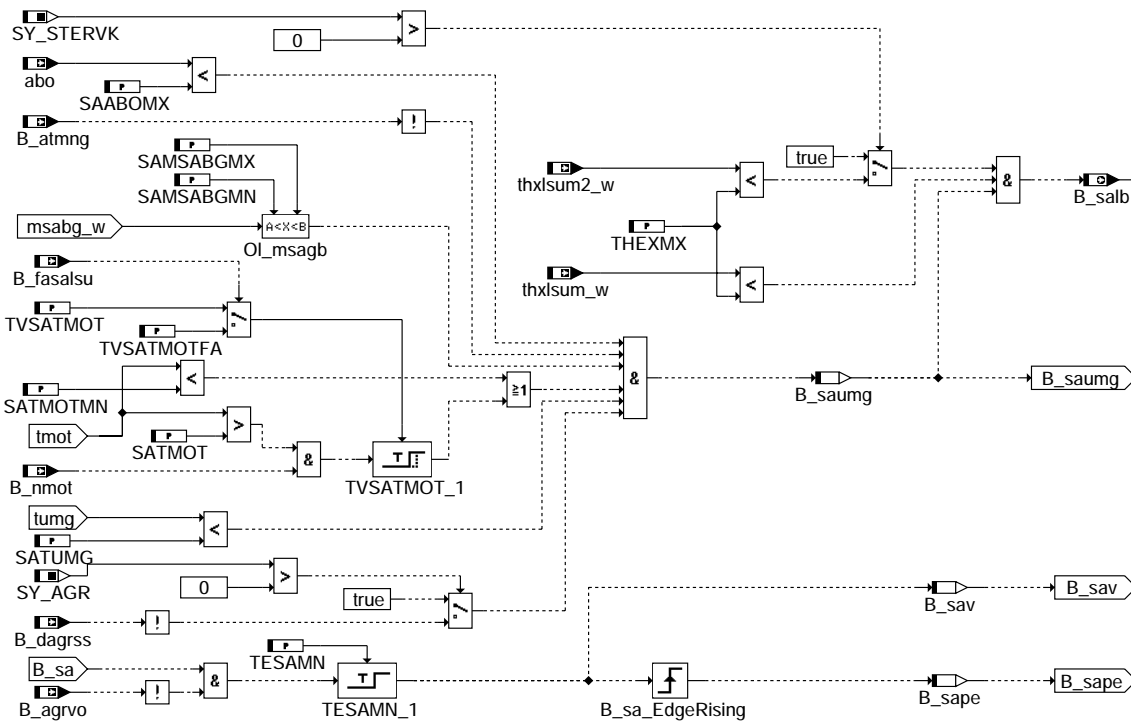 SY_STERVK
0
>
abo
<
P
SAABOMX
B_atmng
!
P
SAMSABGMX
P
SAMSABGMN
msabg_w
A<X<B
OI_msagb
true
thxlsum2_w
<
&
B_salb
P
THEXMX
thxlsum_w
<
B_fasalsu
TVSATMOT
P
P
TVSATMOTFA
P
SATMOTMN
<
≥1
&
B_saumg
B_saumg
tmot
>
P
SATMOT
&
T
TVSATMOT_1
B_nmot
tumg
<
P
SATUMG
SY_AGR
0
>
true
B_dagrss
!
B_sav
B_sav
P
TESAMN
B_sa
&
T
TESAMN_1
B_agrvo
!
B_sa_EdgeRising
B_sape
B_sape